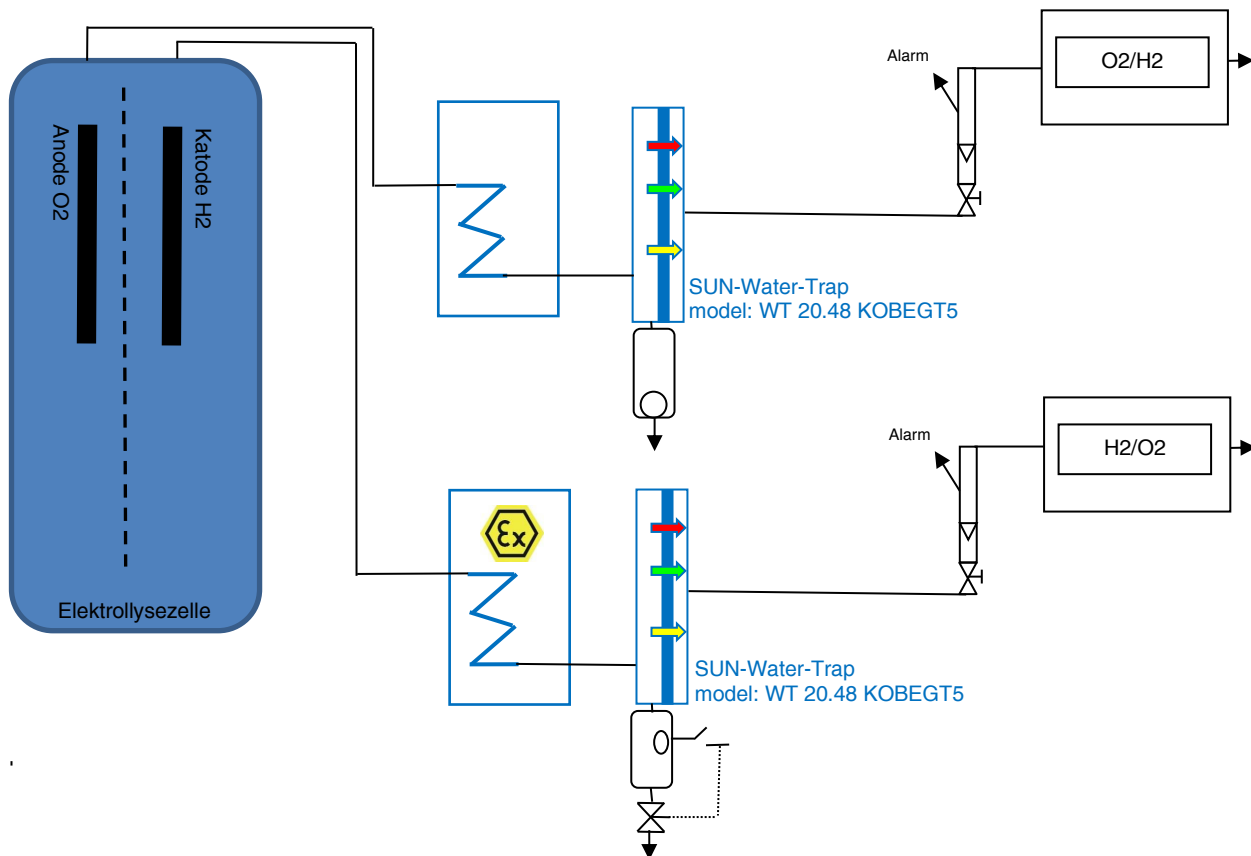 Anode O2
Katode H2
Elektrollysezelle
SUN-Water-Trap
model: WT 20.48 KOBEGT5
Alarm
O2/H2
Ex
SUN-Water-Trap
model: WT 20.48 KOBEGT5
Alarm
H2/O2